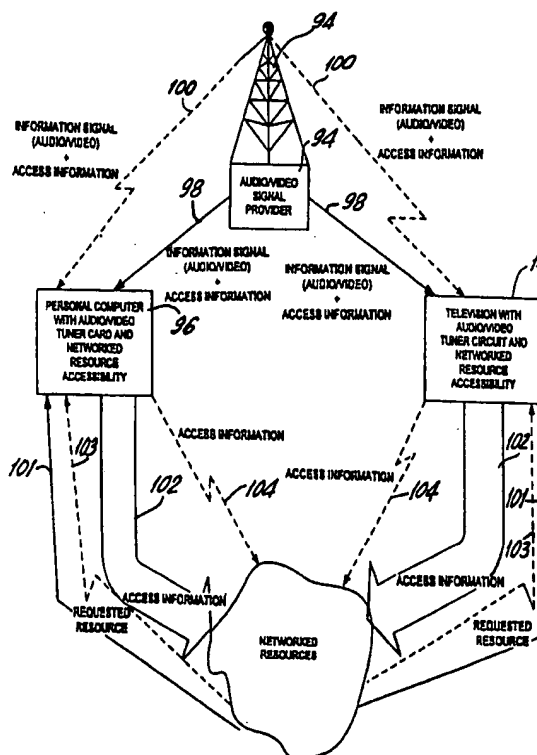 94
100
100
INFORMATION SIGNAL
(AUDIO/VIDEO)
+
ACCESS INFORMATION
INFORMATION SIGNAL
(AUDIO/VIDEO)
+
ACCESS INFORMATION
94
AUDIO/VIDEO
SIGNAL
PROVIDER
98
98
INFORMATION SIGNAL
(AUDIO/VIDEO)
+
ACCESS INFORMATION
INFORMATION SIGNAL
(AUDIO/VIDEO)
+
ACCESS INFORMATION
PERSONAL COMPUTER
WITH AUDIO/VIDEO
TUNER CARD AND
NETWORKED
RESOURCE
ACCESSIBILITY
96
TELEVISION WITH
AUDIO/VIDEO
TUNER CIRCUIT AND
NETWORKED
RESOURCE
ACCESSIBILITY
101
103
102
ACCESS INFORMATION
104
ACCESS INFORMATION
104
102
101
103
ACCESS INFORMATION
REQUESTED
RESOURCE
NETWORKED
RESOURCES
ACCESS INFORMATION
REQUESTED
RESOURCE